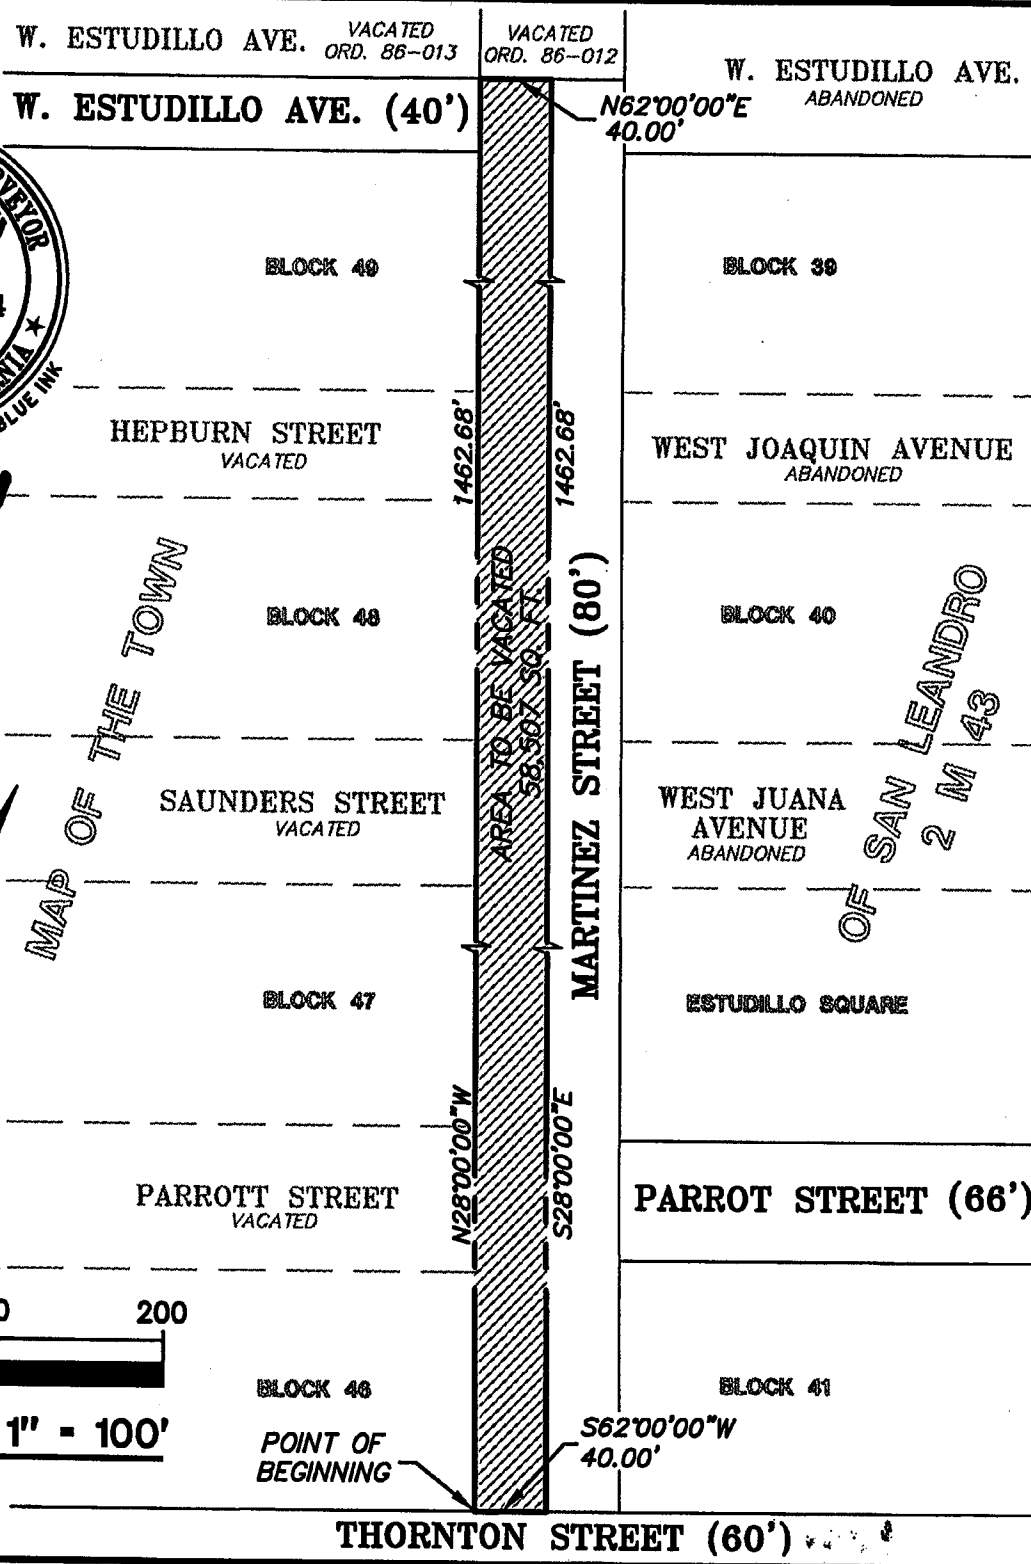 W. ESTUDILLO AVE.
VACATED
ORD. 86-013
VACATED
ORD. 86-012
W. ESTUDILLO AVE.
ABANDONED
W. ESTUDILLO AVE. (40')
N62°00'00"E
40.00'
BLUE INK
BLOCK 49
BLOCK 39
1462.68'
1462.68'
HEPBURN STREET
VACATED
WEST JOAQUIN AVENUE
ABANDONED
MAP OF THE TOWN
BLOCK 48
AREA TO BE VACATED
58,507 SQ. FT.
MARTINEZ STREET (80')
BLOCK 40
OF SAN LEANDRO
2 M 43
SAUNDERS STREET
VACATED
WEST JUANA
AVENUE
ABANDONED
BLOCK 47
ESTUDILLO SQUARE
N28°00'00"W
S28°00'00"E
PARROTT STREET
VACATED
PARROT STREET (66')
200
1" = 100'
BLOCK 46
BLOCK 41
POINT OF
BEGINNING
S62°00'00"W
40.00'
THORNTON STREET (60')